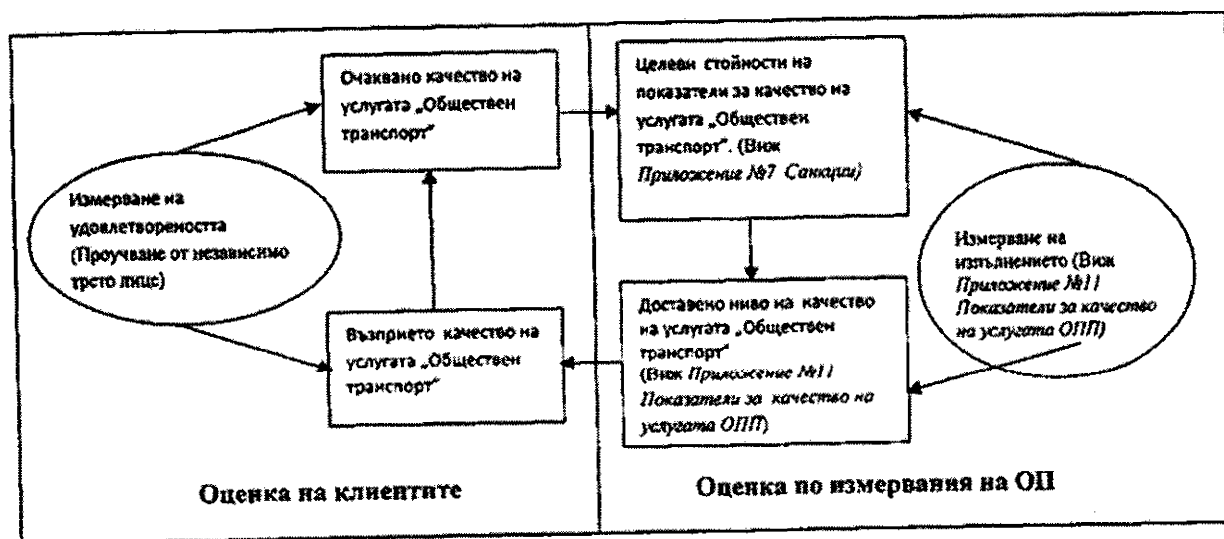 Очаквано качество на
услугата „Обществен
транспорт"
Целеви стойности на
показатели за качество на
услугата „Обществен
транспорт". (Виж
Приложение №7 Санкции)
Измерване на
удовлетвореността
(Проучване от независимо
трето лице)
Измерване на
изпълнението (Виж
Приложение №11
Показатели за качество
на услугата ОПП)
Възприето качество на
услугата „Обществен
транспорт"
Доставено ниво на качество
на услугата „Обществен
транспорт"
(Виж Приложение №11
Показатели за качество на
услугата ОПП)
Оценка на клиентите
Оценка по измервания на ОП